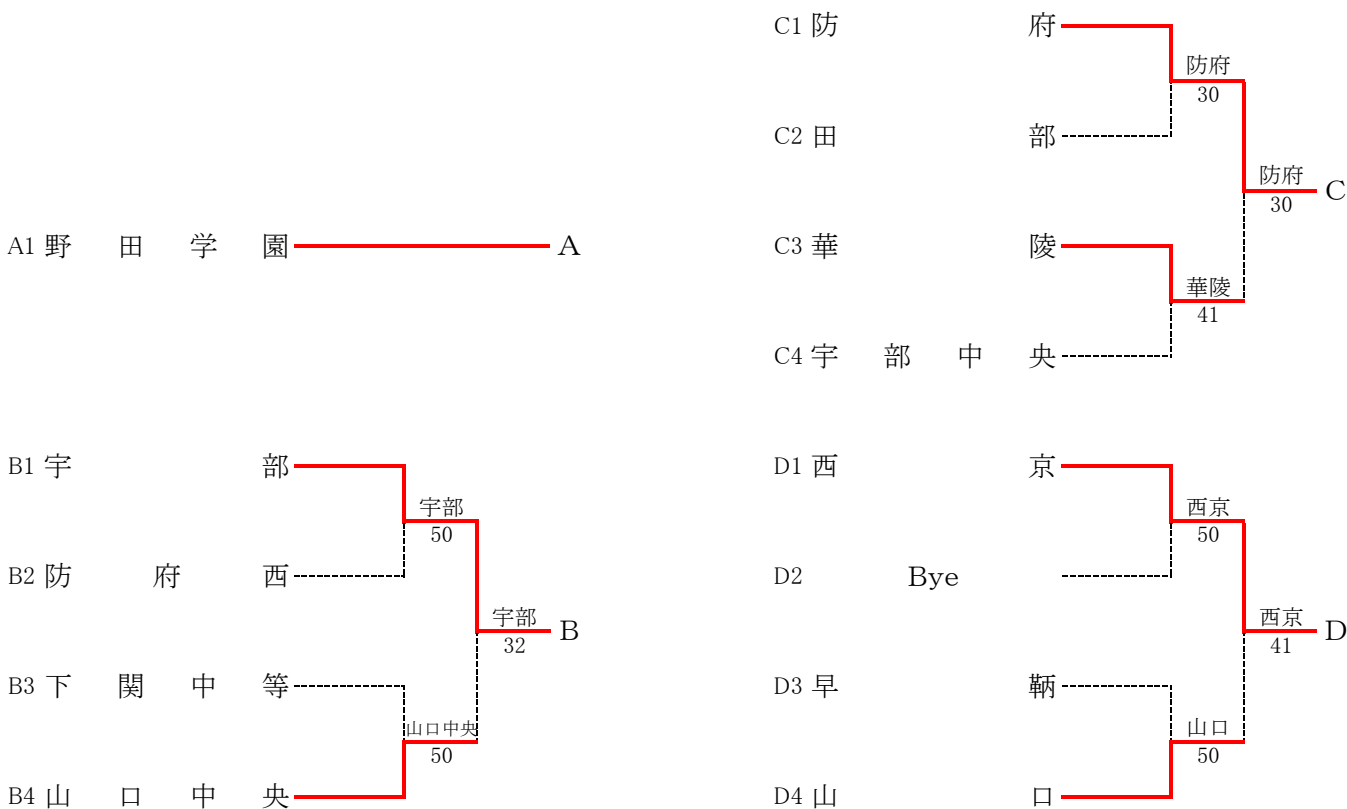 A1 野田学園
A
B1 宇部
宇部
50
B2 防府西
宇部
32
B
B3 下関中等
山口中央
50
B4 山口中央
C1 防府
防府
30
C2 田部
防府
30
C
C3 華陵
華陵
41
C4 宇部中央
D1 西京
西京
50
D2 Bye
西京
41
D
D3 早鞆
山口
50
D4 山口